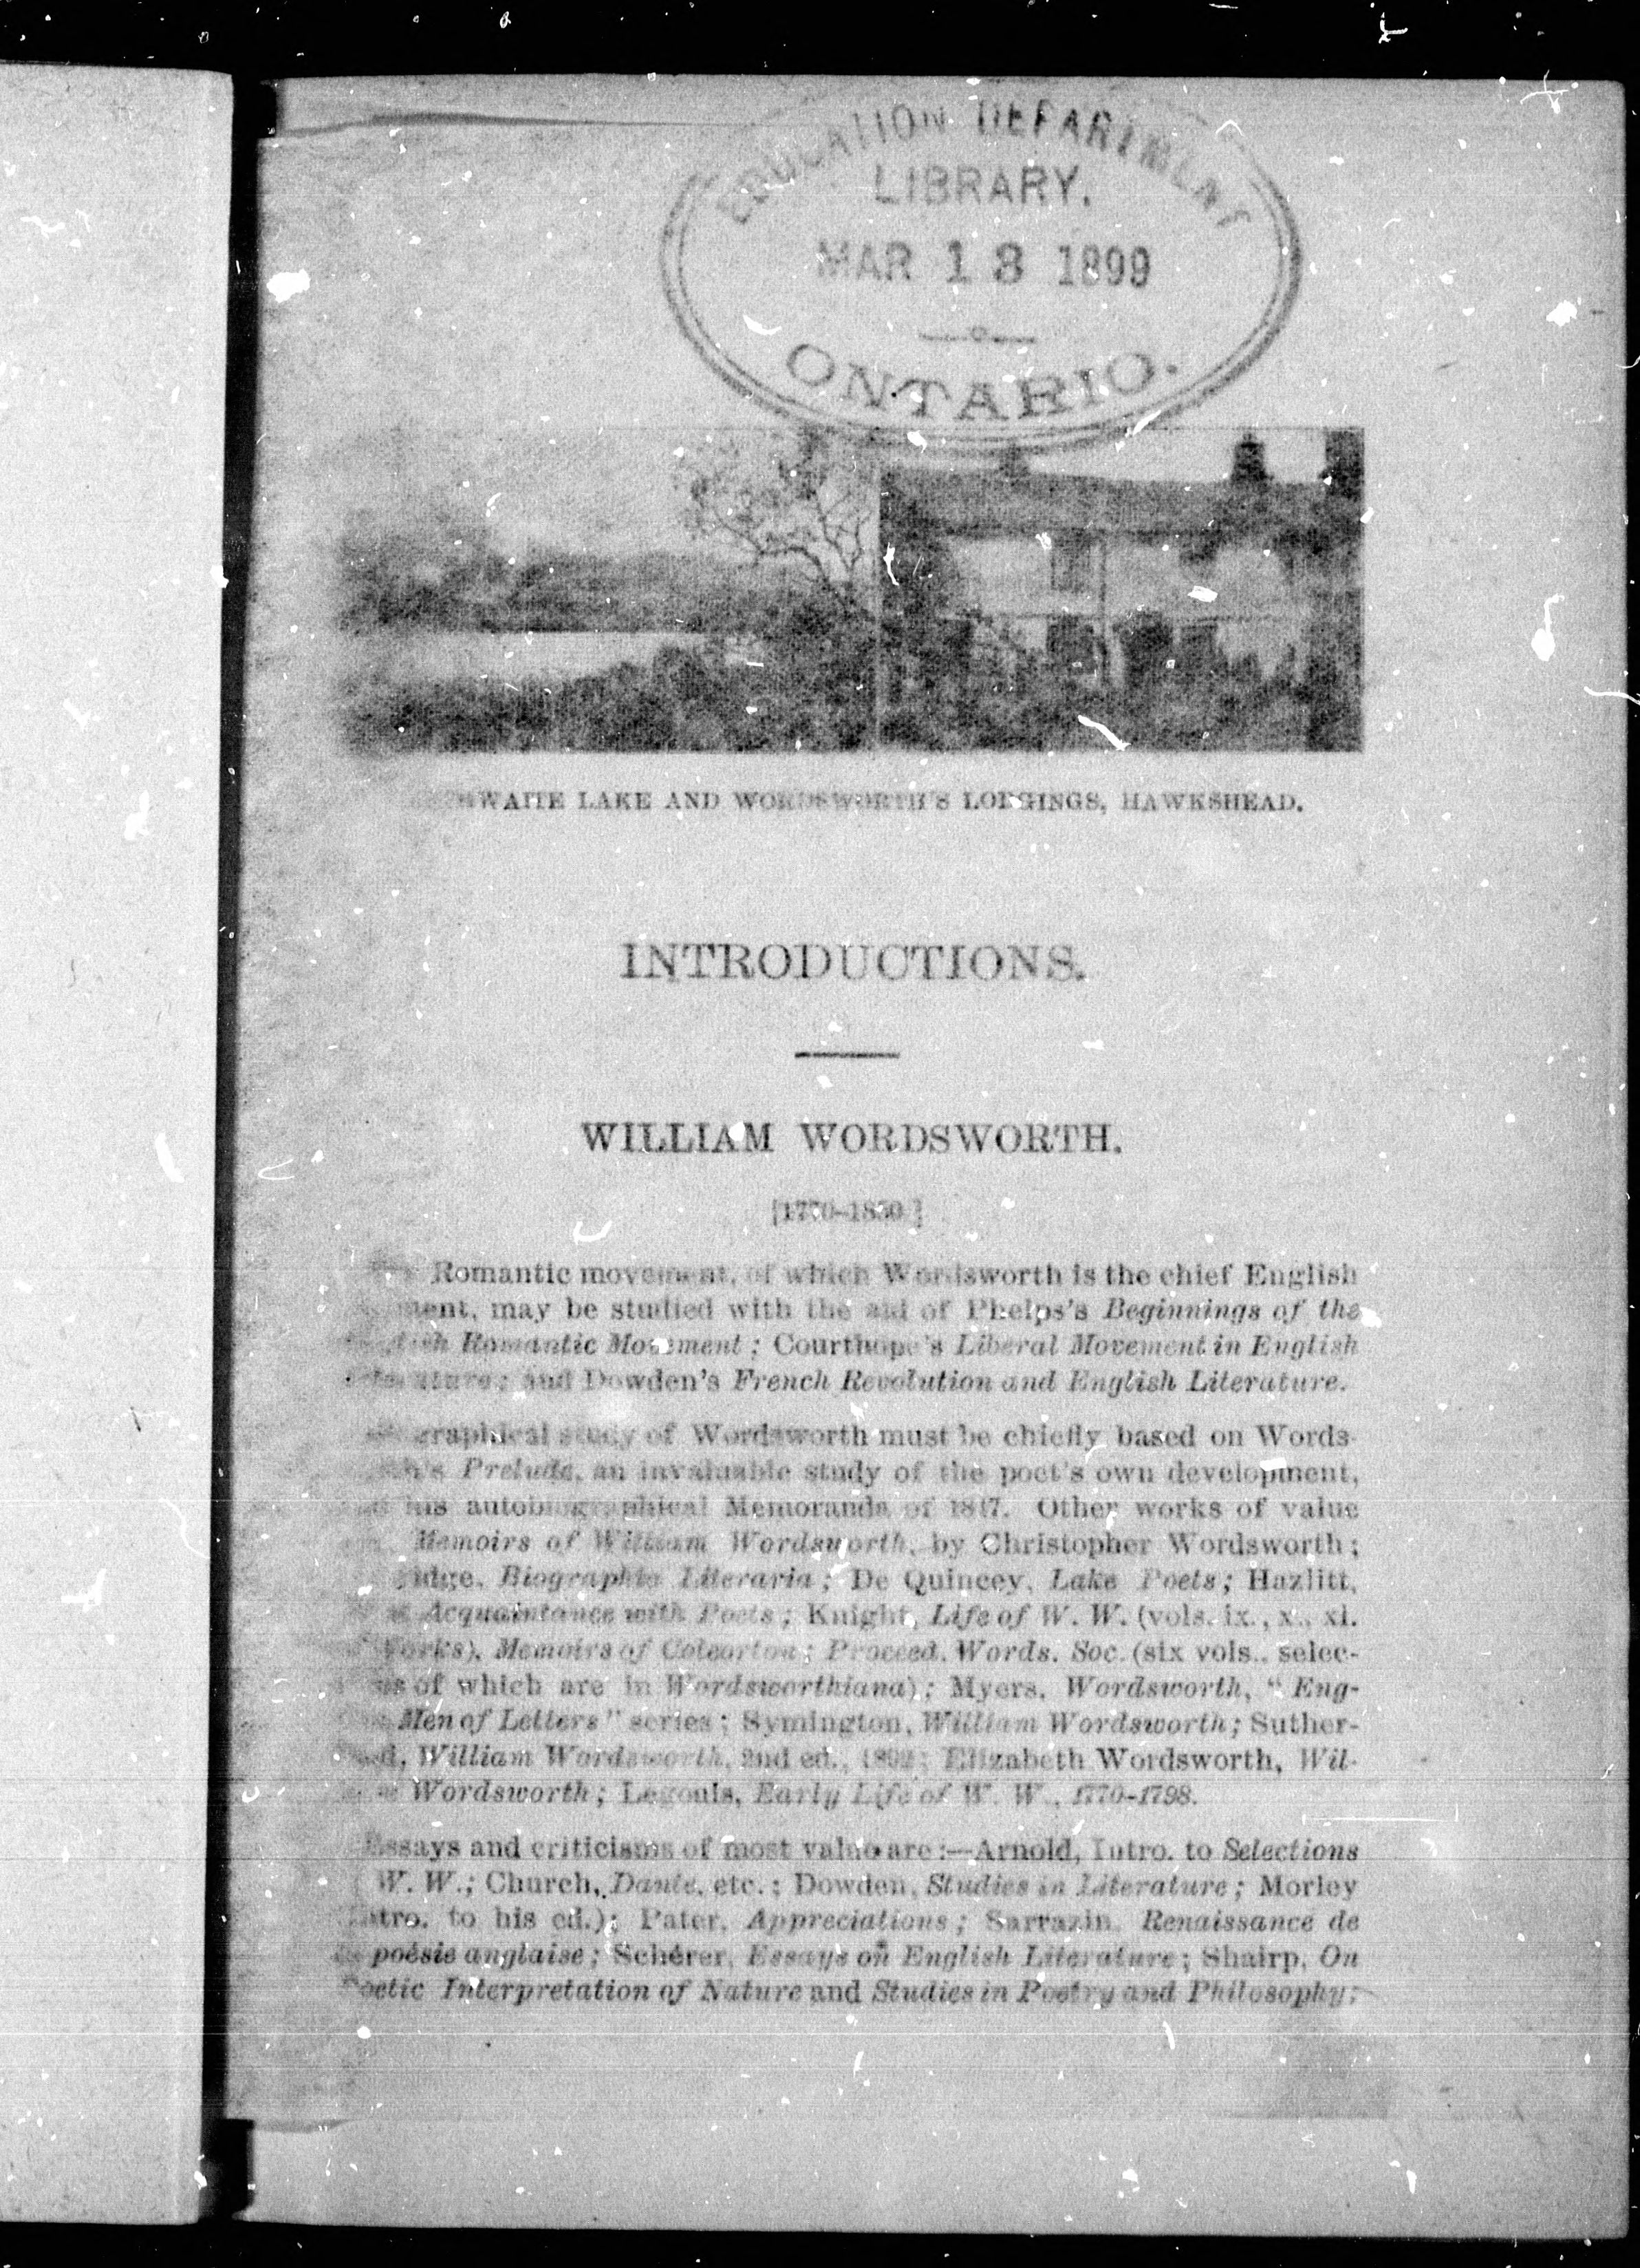 EDUCATION DEPARTMENT
LIBRARY.
MAR 18 1899
ONTARIO.
LAKE AND WORDSWORTH'S LODGINGS, HAWKSHEAD.
INTRODUCTIONS.
WILLIAM WORDSWORTH.
[1770-1850.]
Romantic movement, of which Wordsworth is the chief English
may be studied with the aid of Phelps's Beginnings of the
Romantic Movement; Courthope's Liberal Movement in English
and Dowden's French Revolution and English Literature.
study of Wordsworth must be chiefly based on Words-
Prelude, an invaluable study of the poet's own development,
his autobiographical Memoranda of 1847. Other works of value
Memoirs of William Wordsworth, by Christopher Wordsworth;
Biographia Literaria; De Quincey, Lake Poets; Hazlitt,
Acquaintance with Poets; Knight, Life of W. W. (vols. ix., x., xi.
Works), Memoirs of Coleorton; Proceed. Words. Soc. (six vols., selec-
of which are in Wordsworthiana); Myers, Wordsworth, "Eng-
Men of Letters" series; Symington, William Wordsworth; Suther-
William Wordsworth, 2nd ed., 1892; Elizabeth Wordsworth, Wil-
Wordsworth; Legouis, Early Life of W. W., 1770-1798.
Essays and criticisms of most value are:—Arnold, Intro. to Selections
W. W.; Church, Dante, etc.; Dowden, Studies in Literature; Morley
Intro. to his ed.); Pater, Appreciations; Sarrazin, Renaissance de
poésie anglaise; Schérer, Essays on English Literature; Shairp, On
Poetic Interpretation of Nature and Studies in Poetry and Philosophy;